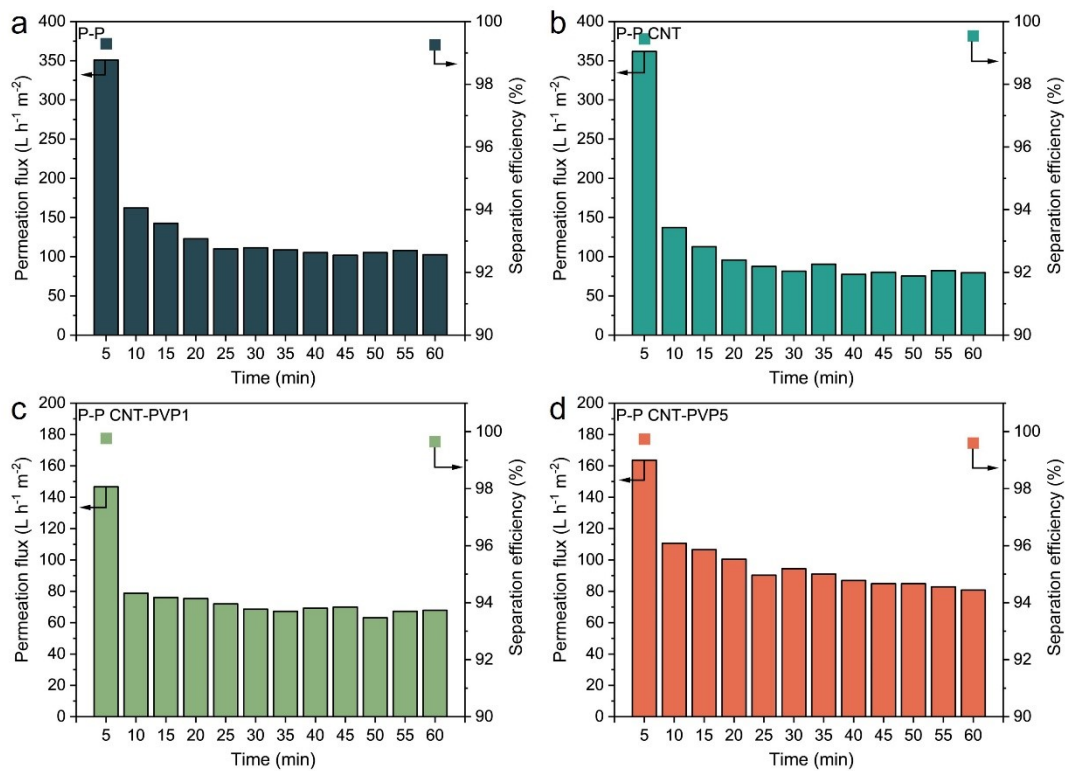 a
P-P
Permeation flux (L h⁻¹ m⁻²)
400
350
300
250
200
150
100
50
0
5 10 15 20 25 30 35 40 45 50 55 60
Time (min)
100
98
96
94
92
90
Separation efficiency (%)
b
P-P CNT
Permeation flux (L h⁻¹ m⁻²)
400
350
300
250
200
150
100
50
0
5 10 15 20 25 30 35 40 45 50 55 60
Time (min)
100
98
96
94
92
90
Separation efficiency (%)
c
P-P CNT-PVP1
Permeation flux (L h⁻¹ m⁻²)
200
180
160
140
120
100
80
60
40
20
0
5 10 15 20 25 30 35 40 45 50 55 60
Time (min)
100
98
96
94
92
90
Separation efficiency (%)
d
P-P CNT-PVP5
Permeation flux (L h⁻¹ m⁻²)
200
180
160
140
120
100
80
60
40
20
0
5 10 15 20 25 30 35 40 45 50 55 60
Time (min)
100
98
96
94
92
90
Separation efficiency (%)